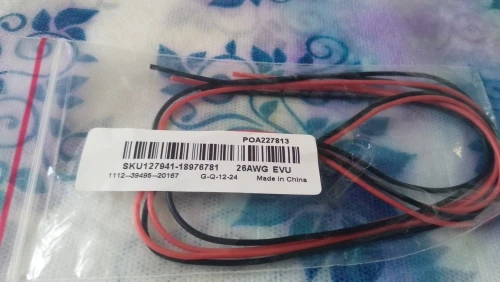 POA227813
SKU127941-18976781 26AWG EVU
1112--39496--20167 G-Q-12-24 Made in China